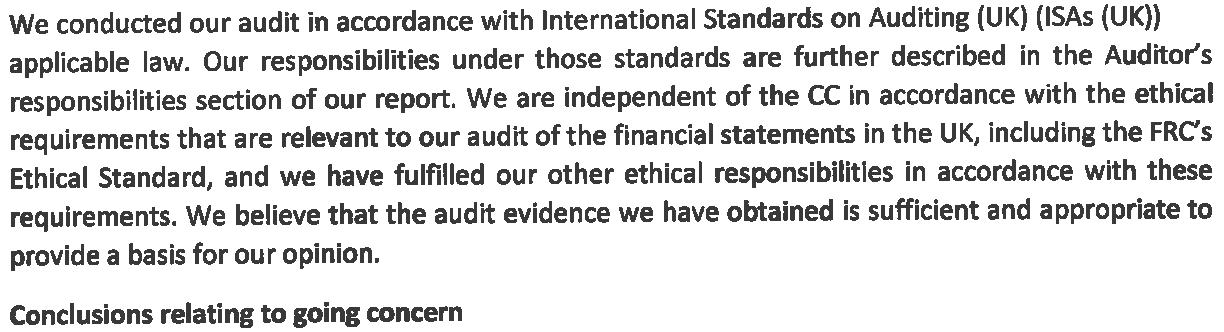 We conducted our audit in accordance with International Standards on Auditing (UK) (ISAs (UK))
applicable law. Our responsibilities under those standards are further described in the Auditor's
responsibilities section of our report. We are independent of the CC in accordance with the ethical
requirements that are relevant to our audit of the financial statements in the UK, including the FRC's
Ethical Standard, and we have fulfilled our other ethical responsibilities in accordance with these
requirements. We believe that the audit evidence we have obtained is sufficient and appropriate to
provide a basis for our opinion.
Conclusions relating to going concern